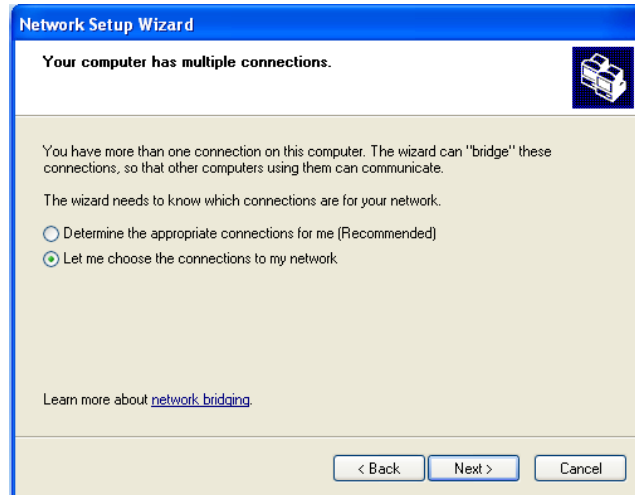 Network Setup Wizard
Your computer has multiple connections.
You have more than one connection on this computer. The wizard can "bridge" these
connections, so that other computers using them can communicate.
The wizard needs to know which connections are for your network.
Determine the appropriate connections for me (Recommended)
Let me choose the connections to my network
Learn more about network bridging.
< Back Next > Cancel